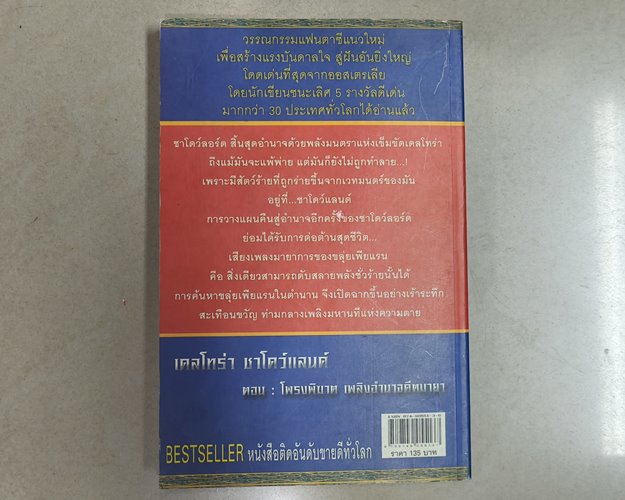 วรรณกรรมแฟนตาซีแนวใหม่
เพื่อสร้างแรงบันดาลใจ สู่ฝันอันยิ่งใหญ่
โดดเด่นที่สุดจากออสเตรเลีย
โดยนักเขียนชนะเลิศ 5 รางวัลดีเด่น
มากกว่า 30 ประเทศทั่วโลกได้อ่านแล้ว
ชาโดว์ลอร์ด สิ้นสุดอำนาจด้วยพลังมนตราแห่งเข็มขัดเดลโทร่า
ถึงแม้มันจะแพ้พ่าย แต่มันก็ยังไม่ถูกทำลาย...!
เพราะมีสัตว์ร้ายที่ถูกร่ายขึ้นจากเวทมนตร์ของมัน
อยู่ที่...ชาโดว์แลนด์
การวางแผนคืนสู่อำนาจอีกครั้งของชาโดว์ลอร์ด
ย่อมได้รับการต่อต้านสุดชีวิต...
เสียงเพลงมายาการของขลุ่ยเพียแรน
คือ สิ่งเดียวสามารถดับสลายพลังชั่วร้ายนั้นได้
การค้นหาขลุ่ยเพียแรนในตำนาน จึงเปิดฉากขึ้นอย่างเร้าระทึก
สะเทือนขวัญ ท่ามกลางเพลิงมหานทีแห่งความตาย
เดลโทร่า ชาโดว์แลนด์
ตอน : โพรงพิบาต เพลิงอำนาจคีตมายา
BESTSELLER หนังสือติดอันดับขายดีทั่วโลก
ราคา 135 บาท